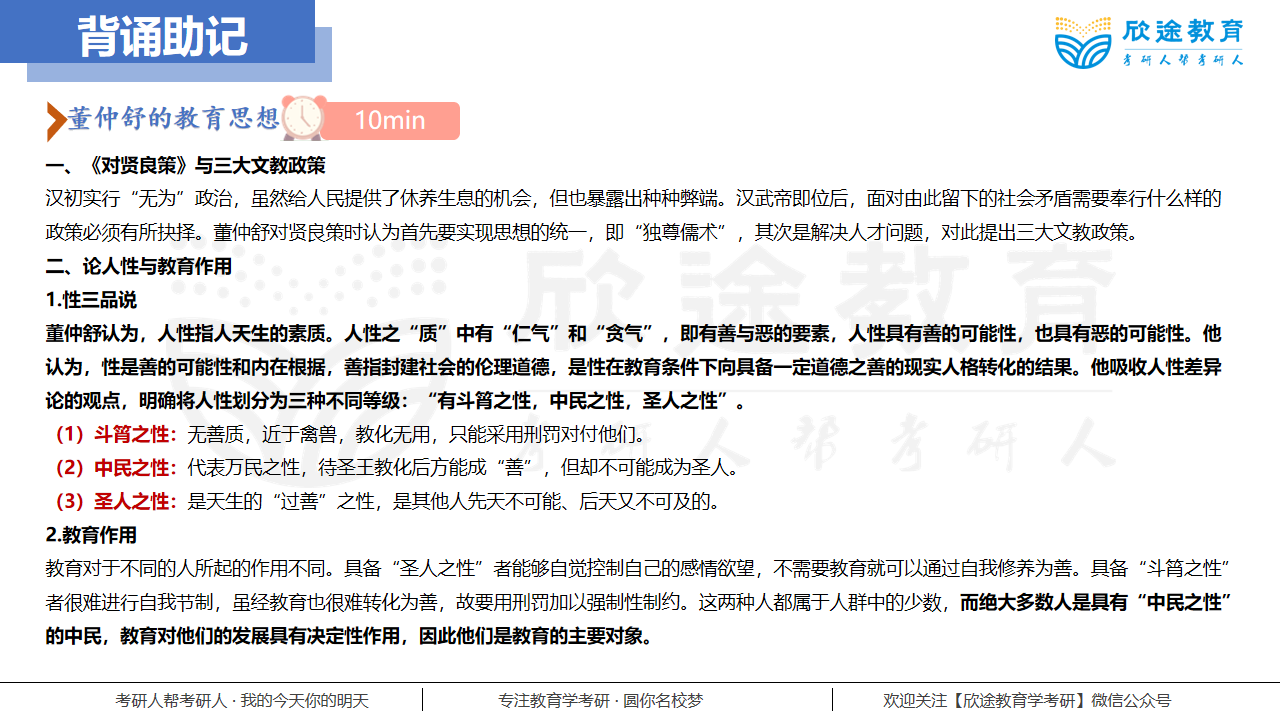 背诵助记
欣途教育
考研人帮考研人
董仲舒的教育思想
10min
一、《对贤良策》与三大文教政策
汉初实行“无为”政治，虽然给人民提供了休养生息的机会，但也暴露出种种弊端。汉武帝即位后，面对由此留下的社会矛盾需要奉行什么样的
政策必须有所抉择。董仲舒对贤良策时认为首先要实现思想的统一，即“独尊儒术”，其次是解决人才问题，对此提出三大文教政策。
二、论人性与教育作用
1.性三品说
董仲舒认为，人性指人天生的素质。人性之“质”中有“仁气”和“贪气”，即有善与恶的要素，人性具有善的可能性，也具有恶的可能性。他
认为，性是善的可能性和内在根据，善指封建社会的伦理道德，是性在教育条件下向具备一定道德之善的现实人格转化的结果。他吸收人性差异
论的观点，明确将人性划分为三种不同等级：“有斗筲之性，中民之性，圣人之性”。
（1）斗筲之性：无善质，近于禽兽，教化无用，只能采用刑罚对付他们。
（2）中民之性：代表万民之性，待圣王教化后方能成“善”，但却不可能成为圣人。
（3）圣人之性：是天生的“过善”之性，是其他人先天不可能、后天又不可及的。
2.教育作用
教育对于不同的人所起的作用不同。具备“圣人之性”者能够自觉控制自己的感情欲望，不需要教育就可以通过自我修养为善。具备“斗筲之性”
者很难进行自我节制，虽经教育也很难转化为善，故要用刑罚加以强制性制约。这两种人都属于人群中的少数，而绝大多数人是具有“中民之性”
的中民，教育对他们的发展具有决定性作用，因此他们是教育的主要对象。
欣途教育
考研人帮考研人
考研人帮考研人 · 我的今天你的明天
专注教育学考研 · 圆你名校梦
欢迎关注【欣途教育学考研】微信公众号